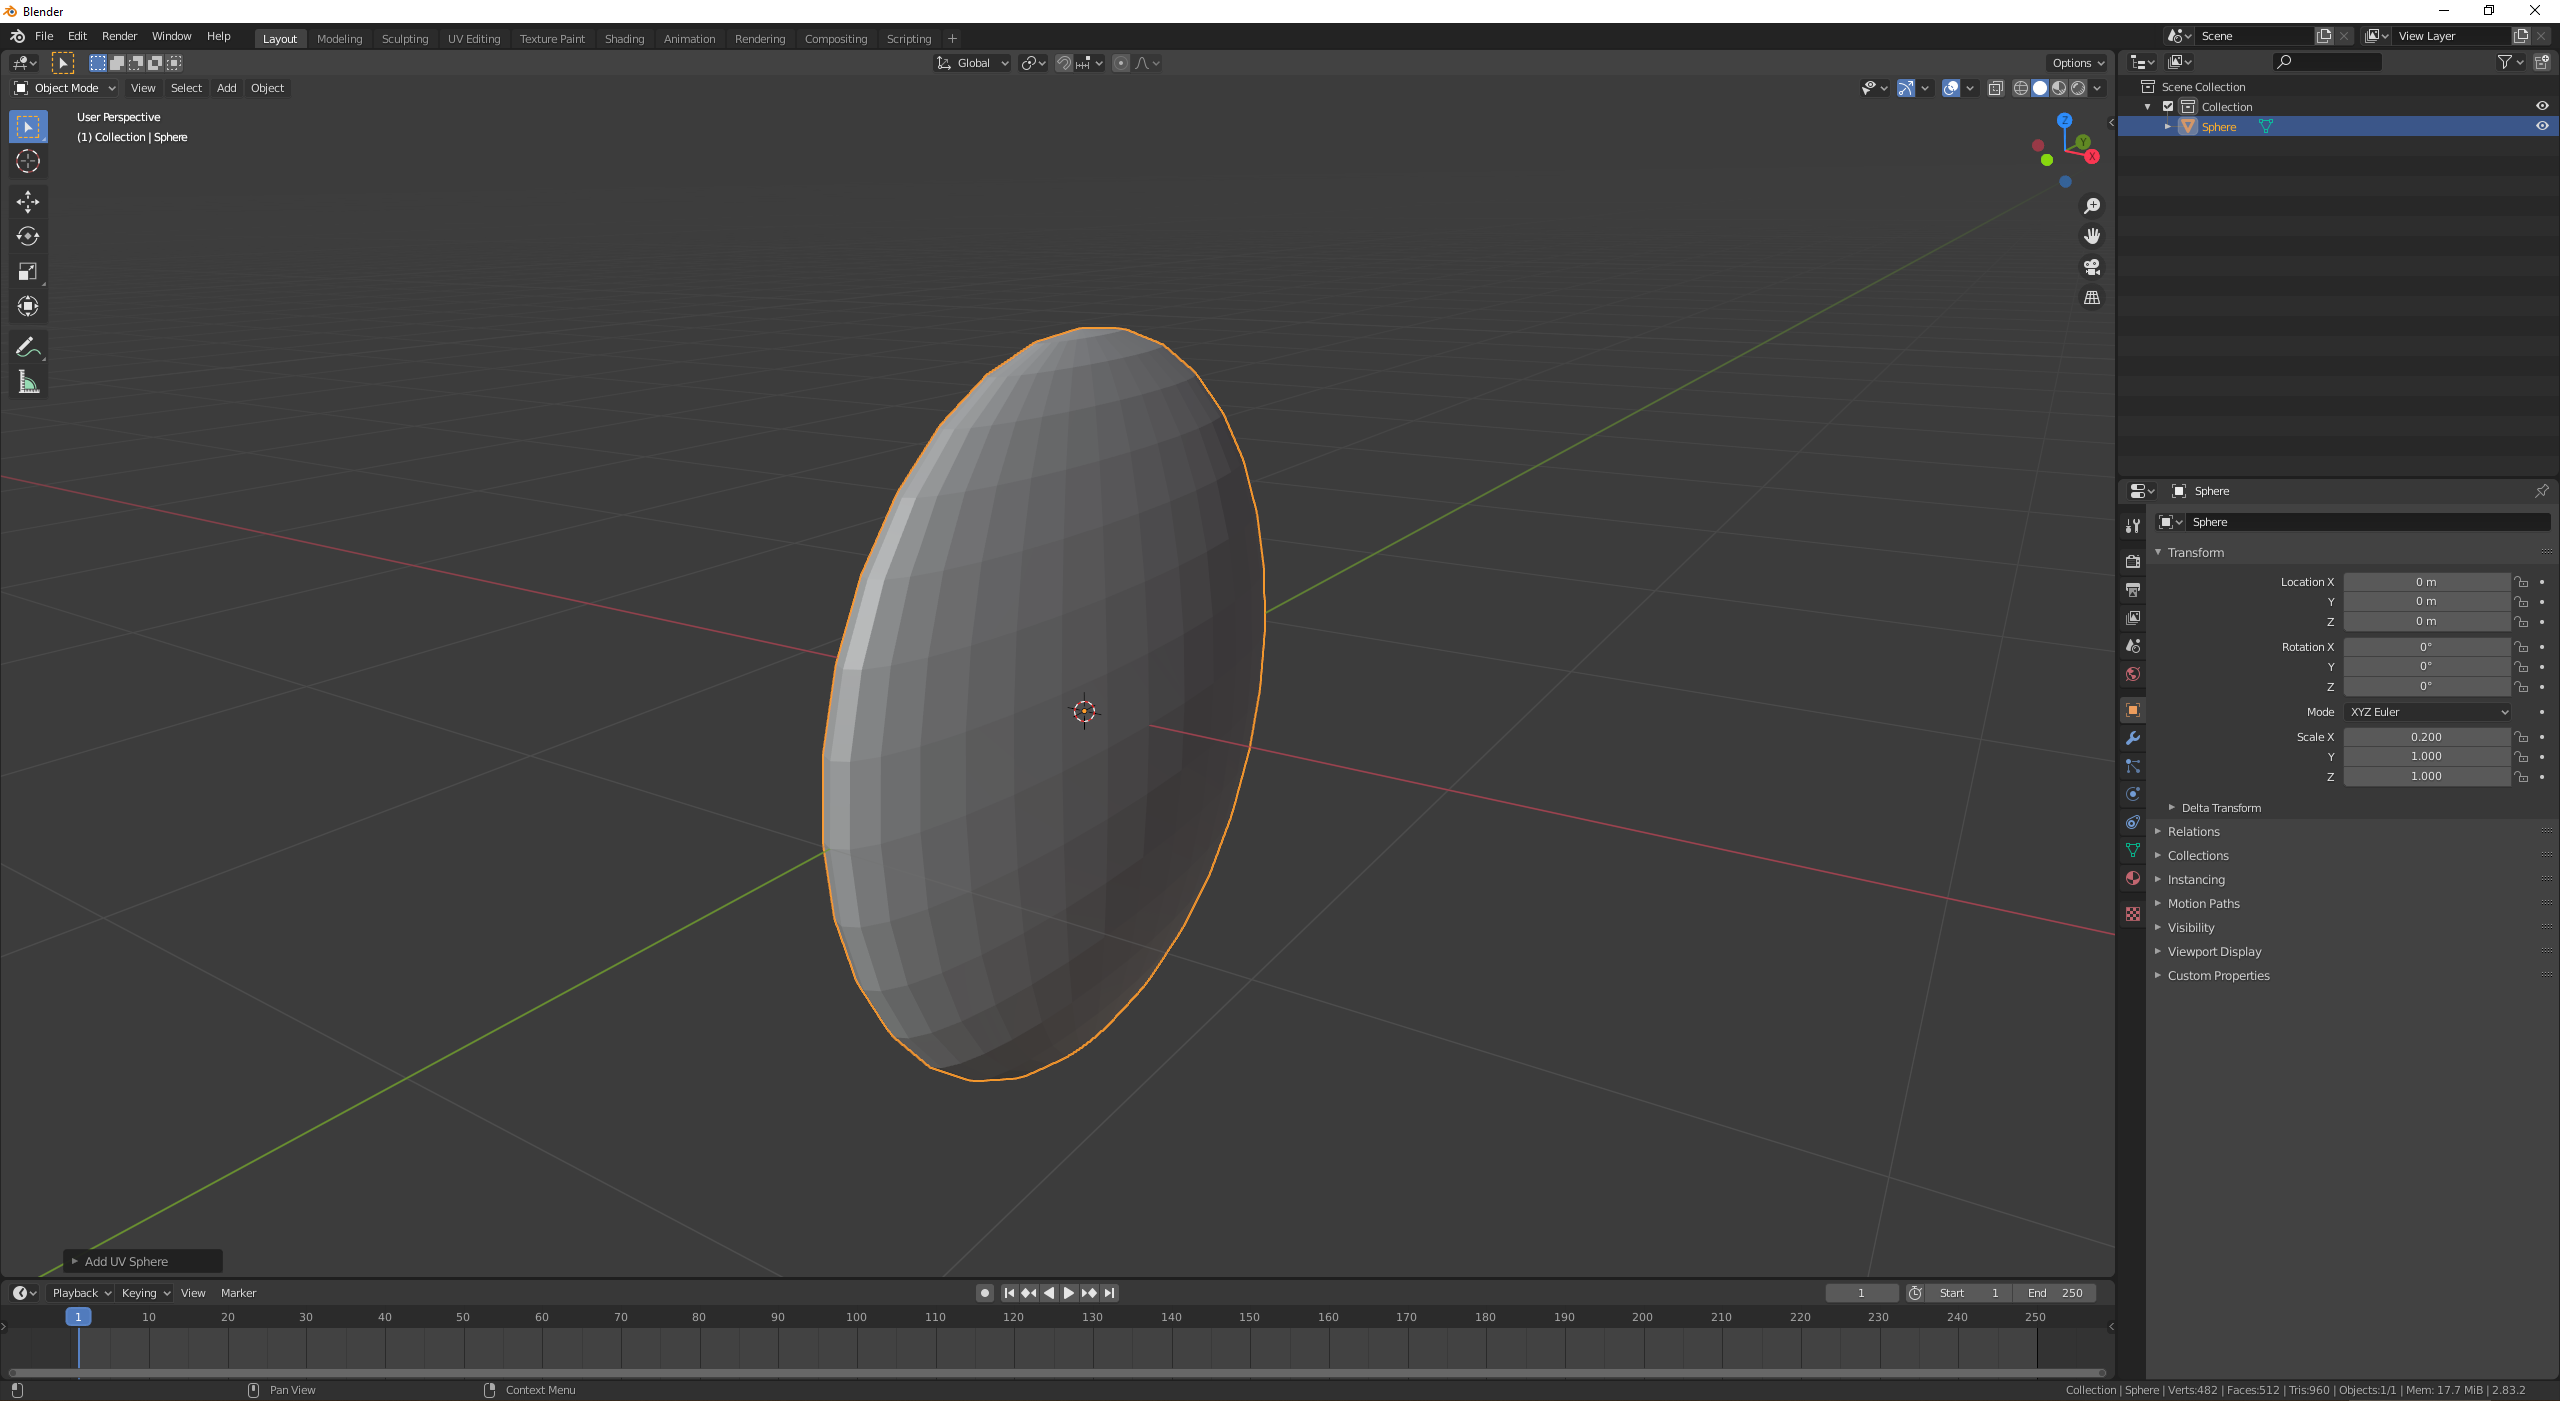 Blender
File Edit Render Window Help Layout Modeling Sculpting UV Editing Texture Paint Shading Animation Rendering Compositing Scripting + Scene View Layer
Global Options
Object Mode View Select Add Object
User Perspective
(1) Collection | Sphere
Z
Y
X
Scene Collection
Collection
Sphere
Sphere
Sphere
Transform
Location X 0 m
Y 0 m
Z 0 m
Rotation X 0°
Y 0°
Z 0°
Mode XYZ Euler
Scale X 0.200
Y 1.000
Z 1.000
Delta Transform
Relations
Collections
Instancing
Motion Paths
Visibility
Viewport Display
Custom Properties
Add UV Sphere
Playback Keying View Marker 1 Start 1 End 250
1 10 20 30 40 50 60 70 80 90 100 110 120 130 140 150 160 170 180 190 200 210 220 230 240 250
Pan View Context Menu Collection | Sphere | Verts:482 | Faces:512 | Tris:960 | Objects:1/1 | Mem: 17.7 MiB | 2.83.2